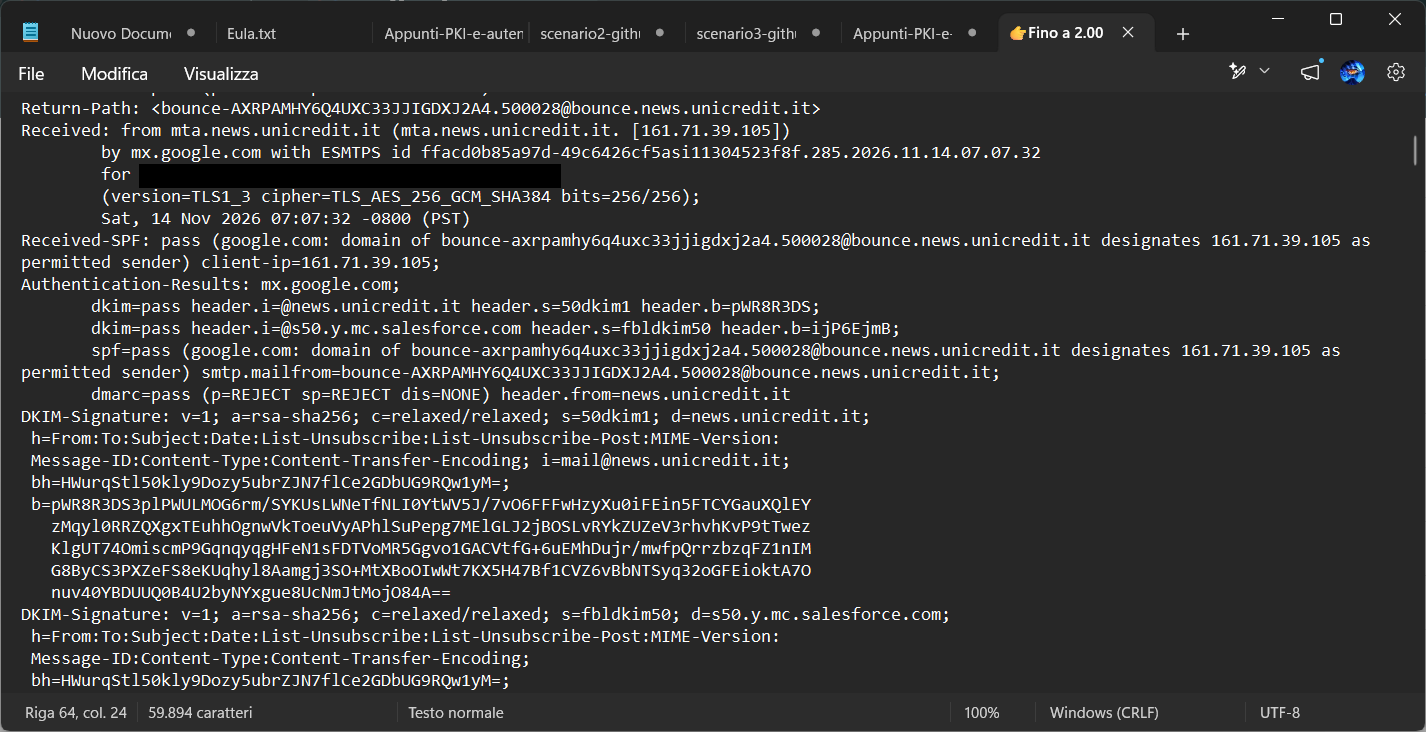 Nuovo Docum
Eula.txt
Appunti-PKI-e-auten
scenario2-githu
scenario3-githu
Appunti-PKI-e-
👉Fino a 2.00
File
Modifica
Visualizza
Return-Path: <bounce-AXRPAMHY6Q4UXC33JJIGDXJ2A4.500028@bounce.news.unicredit.it>
Received: from mta.news.unicredit.it (mta.news.unicredit.it. [161.71.39.105])
by mx.google.com with ESMTPS id ffacd0b85a97d-49c6426cf5asi11304523f8f.285.2026.11.14.07.07.32
for
(version=TLS1_3 cipher=TLS_AES_256_GCM_SHA384 bits=256/256);
Sat, 14 Nov 2026 07:07:32 -0800 (PST)
Received-SPF: pass (google.com: domain of bounce-axrpamhy6q4uxc33jjigdxj2a4.500028@bounce.news.unicredit.it designates 161.71.39.105 as
permitted sender) client-ip=161.71.39.105;
Authentication-Results: mx.google.com;
dkim=pass header.i=@news.unicredit.it header.s=50dkim1 header.b=pWR8R3DS;
dkim=pass header.i=@s50.y.mc.salesforce.com header.s=fbldkim50 header.b=ijP6EjmB;
spf=pass (google.com: domain of bounce-axrpamhy6q4uxc33jjigdxj2a4.500028@bounce.news.unicredit.it designates 161.71.39.105 as
permitted sender) smtp.mailfrom=bounce-AXRPAMHY6Q4UXC33JJIGDXJ2A4.500028@bounce.news.unicredit.it;
dmarc=pass (p=REJECT sp=REJECT dis=NONE) header.from=news.unicredit.it
DKIM-Signature: v=1; a=rsa-sha256; c=relaxed/relaxed; s=50dkim1; d=news.unicredit.it;
h=From:To:Subject:Date:List-Unsubscribe:List-Unsubscribe-Post:MIME-Version:
Message-ID:Content-Type:Content-Transfer-Encoding; i=mail@news.unicredit.it;
bh=HWurqStl50kly9Dozy5ubrZJN7flCe2GDbUG9RQw1yM=;
b=pWR8R3DS3plPWULMOG6rm/SYKUsLWNeTfNLI0YtWV5J/7vO6FFFwHzyXu0iFEin5FTCYGauXQlEY
zMqyl0RRZQXgxTEuhhOgnwVkToeuVyAPhlSuPepg7MElGLJ2jBOSLvRYkZUZeV3rhvhKvP9tTwez
KlgUT74OmiscmP9GqnqyqgHFeN1sFDTVoMR5Ggvo1GACVtfG+6uEMhDujr/mwfpQrrzbzqFZ1nIM
G8ByCS3PXZeFS8eKUqhyl8Aamgj3SO+MtXBoOIwWt7KX5H47Bf1CVZ6vBbNTSyq32oGFEioktA7O
nuv40YBDUUQ0B4U2byNYxgue8UcNmJtMojO84A==
DKIM-Signature: v=1; a=rsa-sha256; c=relaxed/relaxed; s=fbldkim50; d=s50.y.mc.salesforce.com;
h=From:To:Subject:Date:List-Unsubscribe:List-Unsubscribe-Post:MIME-Version:
Message-ID:Content-Type:Content-Transfer-Encoding;
bh=HWurqStl50kly9Dozy5ubrZJN7flCe2GDbUG9RQw1yM=;
Riga 64, col. 24
59.894 caratteri
Testo normale
100%
Windows (CRLF)
UTF-8